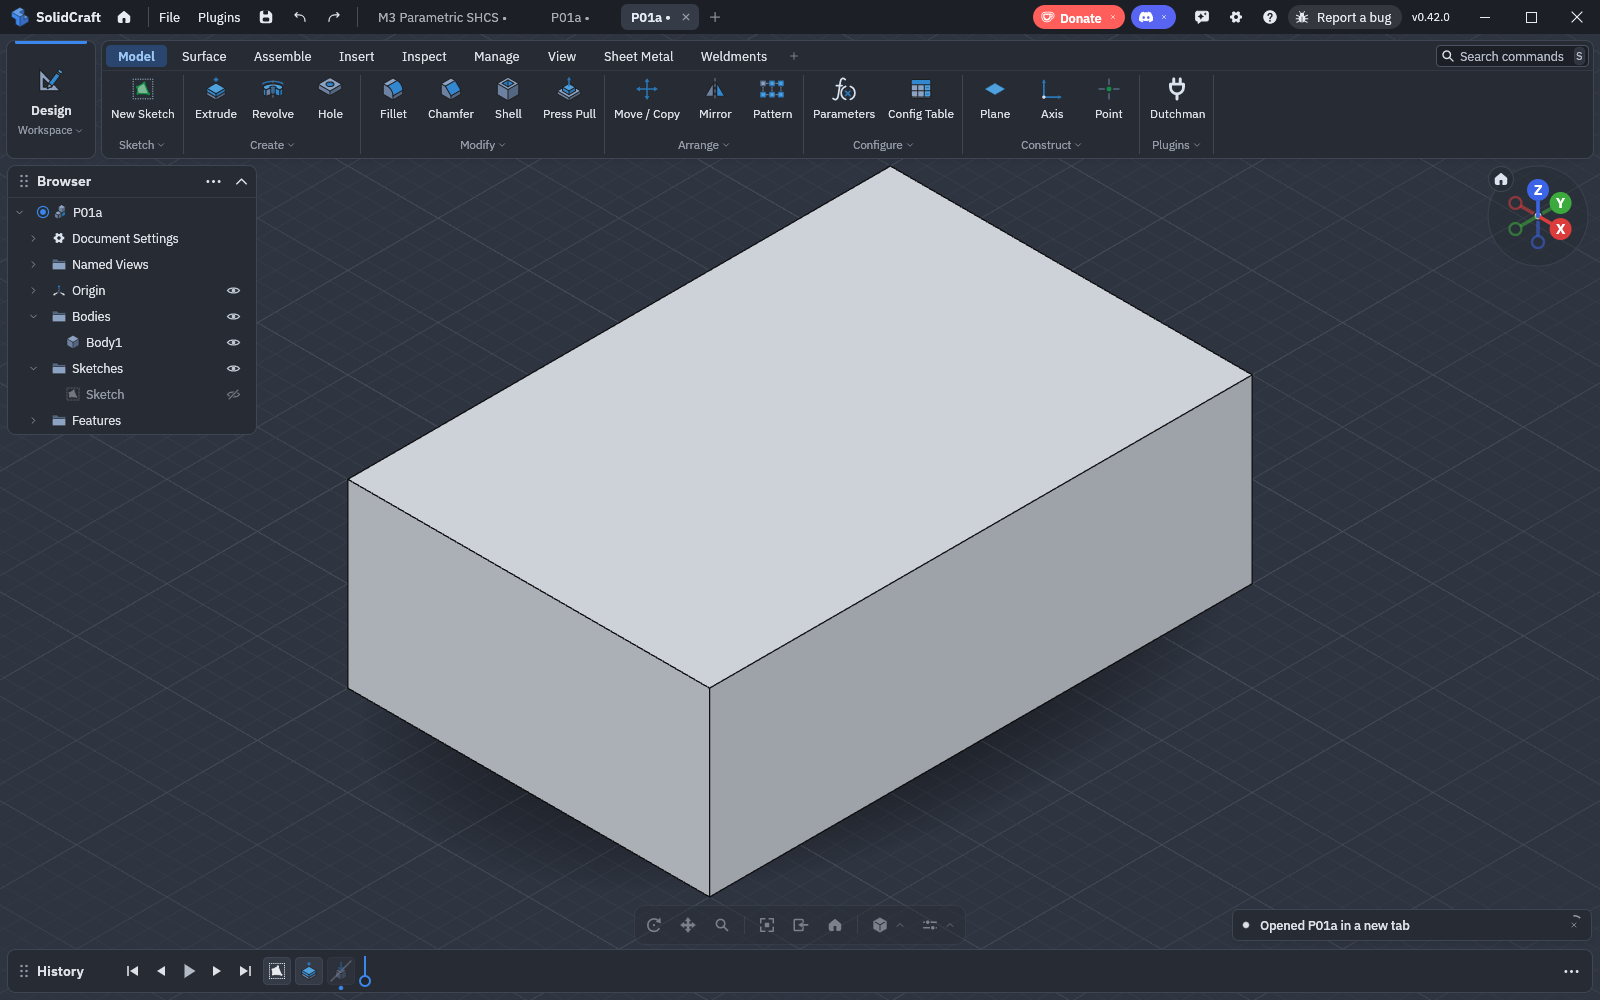 SolidCraft
File
Plugins
M3 Parametric SHCS •
P01a •
P01a •
Donate
Report a bug
v0.42.0
Design
Workspace
Model
Surface
Assemble
Insert
Inspect
Manage
View
Sheet Metal
Weldments
Search commands
S
New Sketch
Extrude
Revolve
Hole
Fillet
Chamfer
Shell
Press Pull
Move / Copy
Mirror
Pattern
Parameters
Config Table
Plane
Axis
Point
Dutchman
Sketch
Create
Modify
Arrange
Configure
Construct
Plugins
Browser
P01a
Document Settings
Named Views
Origin
Bodies
Body1
Sketches
Sketch
Features
Z
Y
X
Opened P01a in a new tab
History